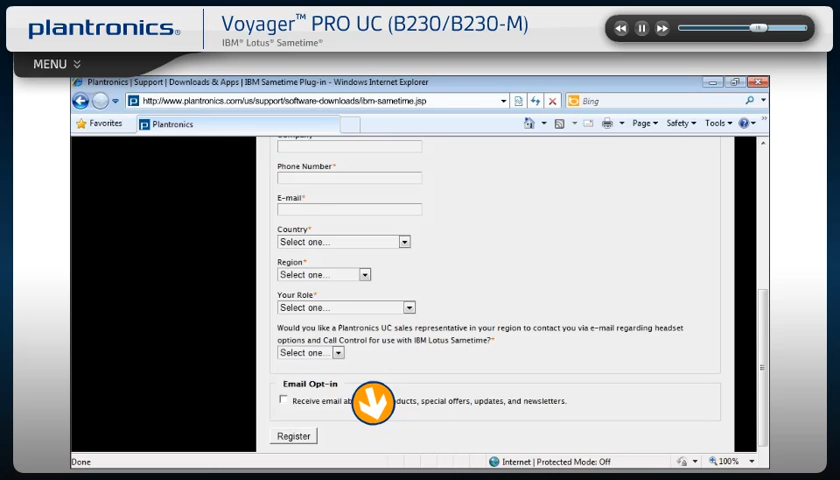 plantronics®
Voyager™ PRO UC (B230/B230-M)
IBM® Lotus® Sametime®
MENU
Plantronics | Support | Downloads & Apps | IBM Sametime Plug-in - Windows Internet Explorer
http://www.plantronics.com/us/support/software-downloads/ibm-sametime.jsp
Bing
Favorites
Plantronics
Page
Safety
Tools
Company
Phone Number*
E-mail*
Country*
Select one...
Region*
Select one...
Your Role*
Select one...
Would you like a Plantronics UC sales representative in your region to contact you via e-mail regarding headset
options and Call Control for use with IBM Lotus Sametime?*
Select one...
Email Opt-in
Receive email special offers, updates, and newsletters.
Register
Done
Internet | Protected Mode: Off
100%